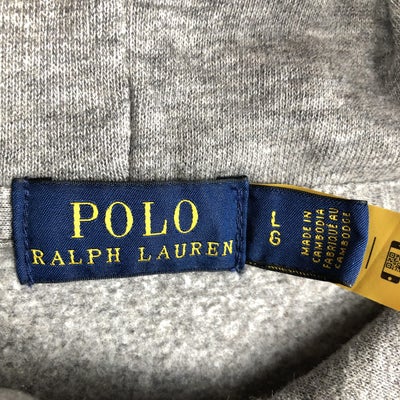 POLO
RALPH LAUREN
L
G
MADE IN
CAMBODIA
FABRIQUÉ AU
CAMBODGE